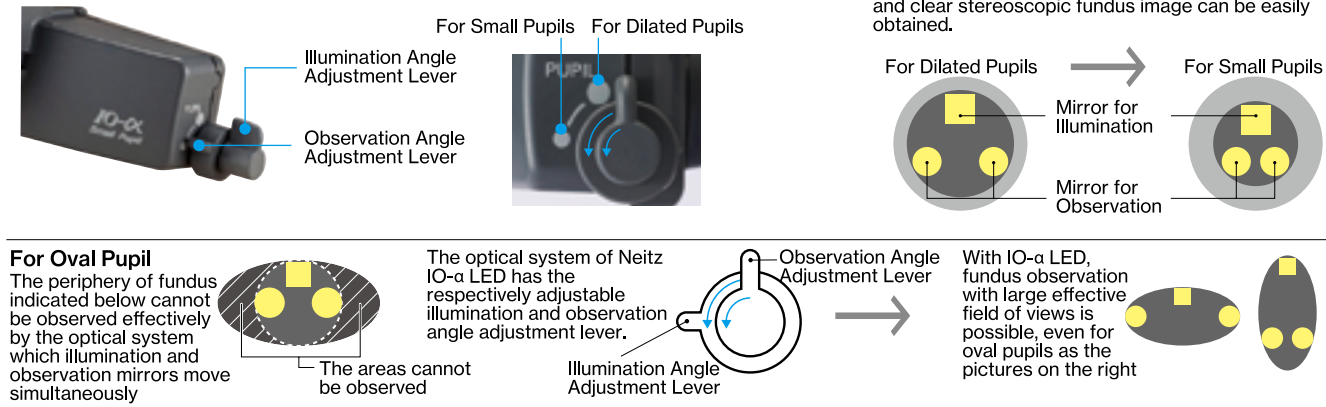 and clear stereoscopic fundus image can be easily
obtained.
For Small Pupils
For Dilated Pupils
Illumination Angle
Adjustment Lever
IO-α
Small Pupil
Observation Angle
Adjustment Lever
PUPIL
For Dilated Pupils
For Small Pupils
Mirror for
Illumination
Mirror for
Observation
For Oval Pupil
The periphery of fundus
indicated below cannot
be observed effectively
by the optical system
which illumination and
observation mirrors move
simultaneously
The areas cannot
be observed
The optical system of Neitz
IO-α LED has the
respectively adjustable
illumination and observation
angle adjustment lever.
Observation Angle
Adjustment Lever
Illumination Angle
Adjustment Lever
With IO-α LED,
fundus observation
with large effective
field of views is
possible, even for
oval pupils as the
pictures on the right